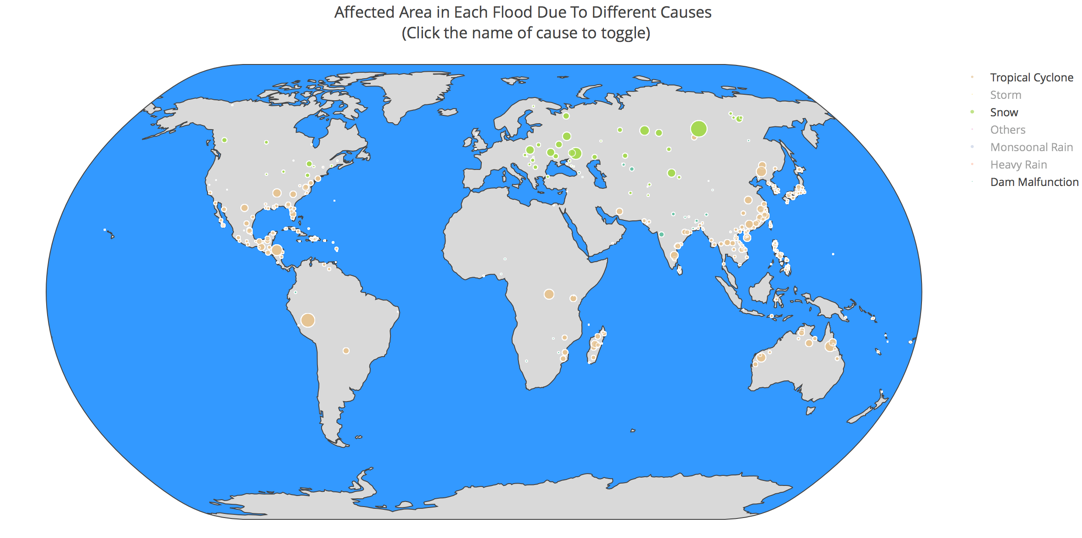 Affected Area in Each Flood Due To Different Causes
(Click the name of cause to toggle)
Tropical Cyclone
Storm
Snow
Others
Monsoonal Rain
Heavy Rain
Dam Malfunction